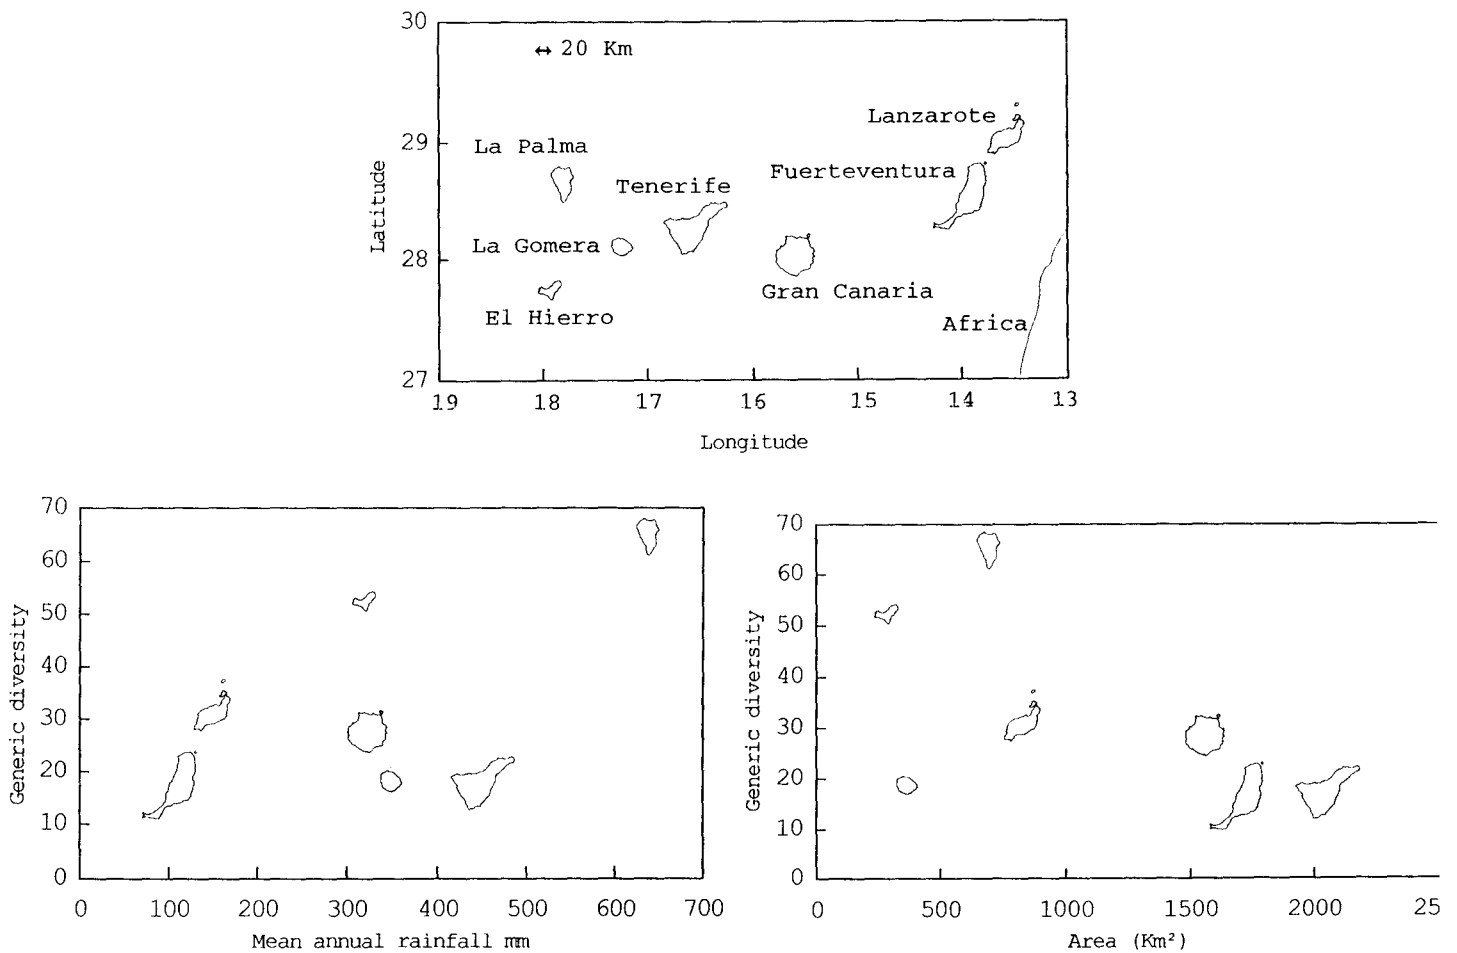 30
↔ 20 Km
Lanzarote
29
La Palma
Fuerteventura
Tenerife
Latitude
La Gomera
28
Gran Canaria
El Hierro
Africa
27
19 18 17 16 15 14 13
Longitude
70
60
50
40
30
20
10
0
Generic diversity
0 100 200 300 400 500 600 700
Mean annual rainfall mm
70
60
50
40
30
20
10
0
Generic diversity
0 500 1000 1500 2000 25
Area (Km²)